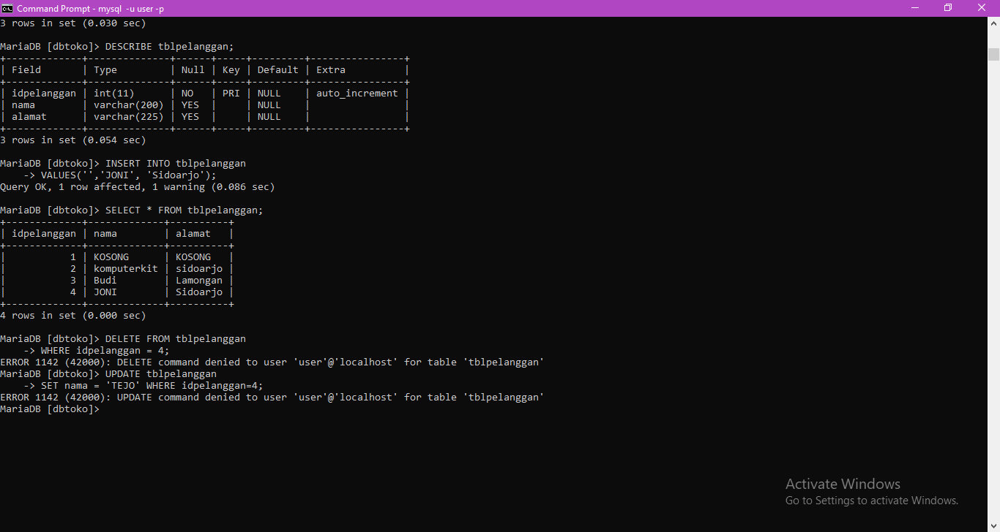 Command Prompt - mysql -u user -p
3 rows in set (0.030 sec)
MariaDB [dbtoko]> DESCRIBE tblpelanggan;
+-------------+--------------+------+-----+---------+----------------+
| Field       | Type         | Null | Key | Default | Extra          |
+-------------+--------------+------+-----+---------+----------------+
| idpelanggan | int(11)      | NO   | PRI | NULL    | auto_increment |
| nama        | varchar(200) | YES  |     | NULL    |                |
| alamat      | varchar(225) | YES  |     | NULL    |                |
+-------------+--------------+------+-----+---------+----------------+
3 rows in set (0.054 sec)
MariaDB [dbtoko]> INSERT INTO tblpelanggan
    -> VALUES('','JONI', 'Sidoarjo');
Query OK, 1 row affected, 1 warning (0.086 sec)
MariaDB [dbtoko]> SELECT * FROM tblpelanggan;
+-------------+-------------+----------+
| idpelanggan | nama        | alamat   |
+-------------+-------------+----------+
|           1 | KOSONG      | KOSONG   |
|           2 | komputerkit | sidoarjo |
|           3 | Budi        | Lamongan |
|           4 | JONI        | Sidoarjo |
+-------------+-------------+----------+
4 rows in set (0.000 sec)
MariaDB [dbtoko]> DELETE FROM tblpelanggan
    -> WHERE idpelanggan = 4;
ERROR 1142 (42000): DELETE command denied to user 'user'@'localhost' for table 'tblpelanggan'
MariaDB [dbtoko]> UPDATE tblpelanggan
    -> SET nama = 'TEJO' WHERE idpelanggan=4;
ERROR 1142 (42000): UPDATE command denied to user 'user'@'localhost' for table 'tblpelanggan'
MariaDB [dbtoko]>
Activate Windows
Go to Settings to activate Windows.